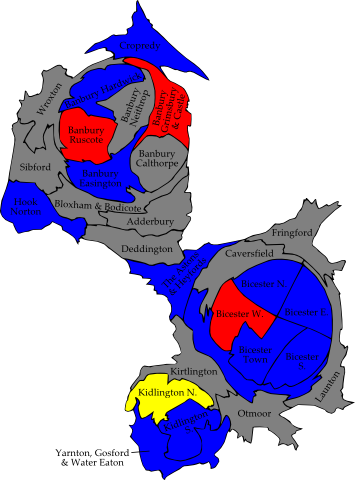 Cropredy
Wroxton
Banbury Hardwick
Banbury
Neithrop
Banbury
Grimsbury
& Castle
Banbury
Ruscote
Banbury
Calthorpe
Sibford
Banbury
Easington
Hook
Norton
Bloxham & Bodicote
Adderbury
Deddington
Fringford
Caversfield
The Astons
& Heyfords
Bicester N.
Bicester W.
Bicester E.
Bicester
Town
Bicester
S.
Launton
Kirtlington
Kidlington N.
Otmoor
Kidlington
S.
Yarnton, Gosford
& Water Eaton